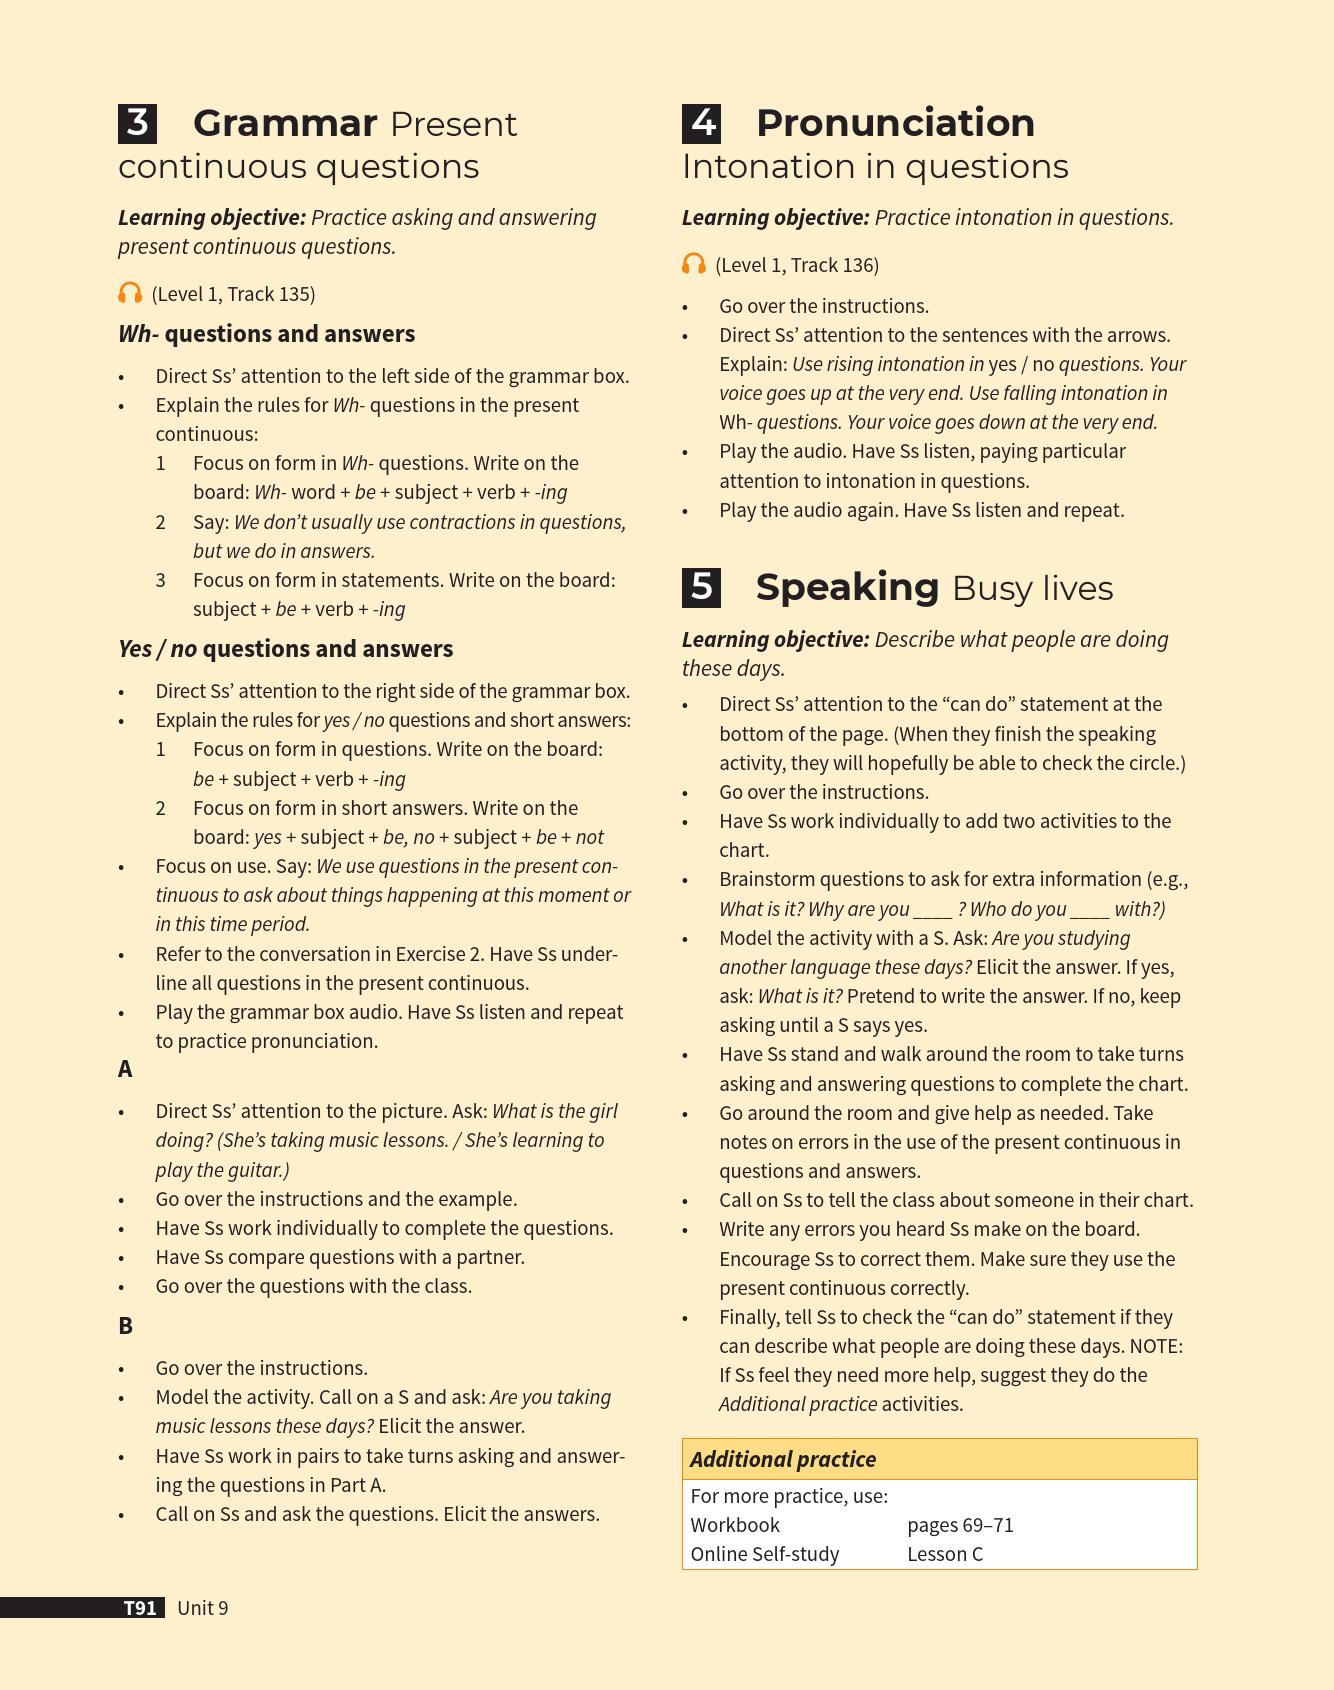 3 Grammar Present
continuous questions
Learning objective: Practice asking and answering
present continuous questions.
(Level 1, Track 135)
Wh- questions and answers
• Direct Ss’ attention to the left side of the grammar box.
• Explain the rules for Wh- questions in the present
continuous:
1 Focus on form in Wh- questions. Write on the
board: Wh- word + be + subject + verb + -ing
2 Say: We don’t usually use contractions in questions,
but we do in answers.
3 Focus on form in statements. Write on the board:
subject + be + verb + -ing
Yes / no questions and answers
• Direct Ss’ attention to the right side of the grammar box.
• Explain the rules for yes / no questions and short answers:
1 Focus on form in questions. Write on the board:
be + subject + verb + -ing
2 Focus on form in short answers. Write on the
board: yes + subject + be, no + subject + be + not
• Focus on use. Say: We use questions in the present con-
tinuous to ask about things happening at this moment or
in this time period.
• Refer to the conversation in Exercise 2. Have Ss under-
line all questions in the present continuous.
• Play the grammar box audio. Have Ss listen and repeat
to practice pronunciation.
A
• Direct Ss’ attention to the picture. Ask: What is the girl
doing? (She’s taking music lessons. / She’s learning to
play the guitar.)
• Go over the instructions and the example.
• Have Ss work individually to complete the questions.
• Have Ss compare questions with a partner.
• Go over the questions with the class.
B
• Go over the instructions.
• Model the activity. Call on a S and ask: Are you taking
music lessons these days? Elicit the answer.
• Have Ss work in pairs to take turns asking and answer-
ing the questions in Part A.
• Call on Ss and ask the questions. Elicit the answers.
4 Pronunciation
Intonation in questions
Learning objective: Practice intonation in questions.
(Level 1, Track 136)
• Go over the instructions.
• Direct Ss’ attention to the sentences with the arrows.
Explain: Use rising intonation in yes / no questions. Your
voice goes up at the very end. Use falling intonation in
Wh- questions. Your voice goes down at the very end.
• Play the audio. Have Ss listen, paying particular
attention to intonation in questions.
• Play the audio again. Have Ss listen and repeat.
5 Speaking Busy lives
Learning objective: Describe what people are doing
these days.
• Direct Ss’ attention to the “can do” statement at the
bottom of the page. (When they finish the speaking
activity, they will hopefully be able to check the circle.)
• Go over the instructions.
• Have Ss work individually to add two activities to the
chart.
• Brainstorm questions to ask for extra information (e.g.,
What is it? Why are you ____ ? Who do you ____ with?)
• Model the activity with a S. Ask: Are you studying
another language these days? Elicit the answer. If yes,
ask: What is it? Pretend to write the answer. If no, keep
asking until a S says yes.
• Have Ss stand and walk around the room to take turns
asking and answering questions to complete the chart.
• Go around the room and give help as needed. Take
notes on errors in the use of the present continuous in
questions and answers.
• Call on Ss to tell the class about someone in their chart.
• Write any errors you heard Ss make on the board.
Encourage Ss to correct them. Make sure they use the
present continuous correctly.
• Finally, tell Ss to check the “can do” statement if they
can describe what people are doing these days. NOTE:
If Ss feel they need more help, suggest they do the
Additional practice activities.
Additional practice
For more practice, use:
Workbook pages 69–71
Online Self-study Lesson C
T91 Unit 9